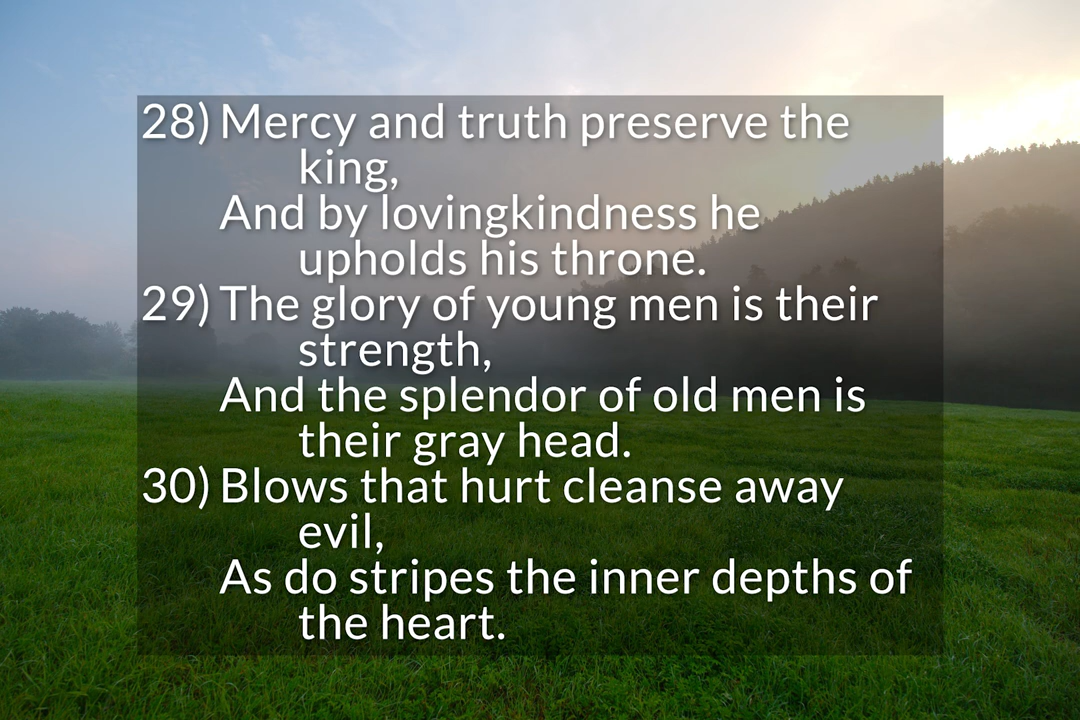 28) Mercy and truth preserve the
king,
And by lovingkindness he
upholds his throne.
29) The glory of young men is their
strength,
And the splendor of old men is
their gray head.
30) Blows that hurt cleanse away
evil,
As do stripes the inner depths of
the heart.